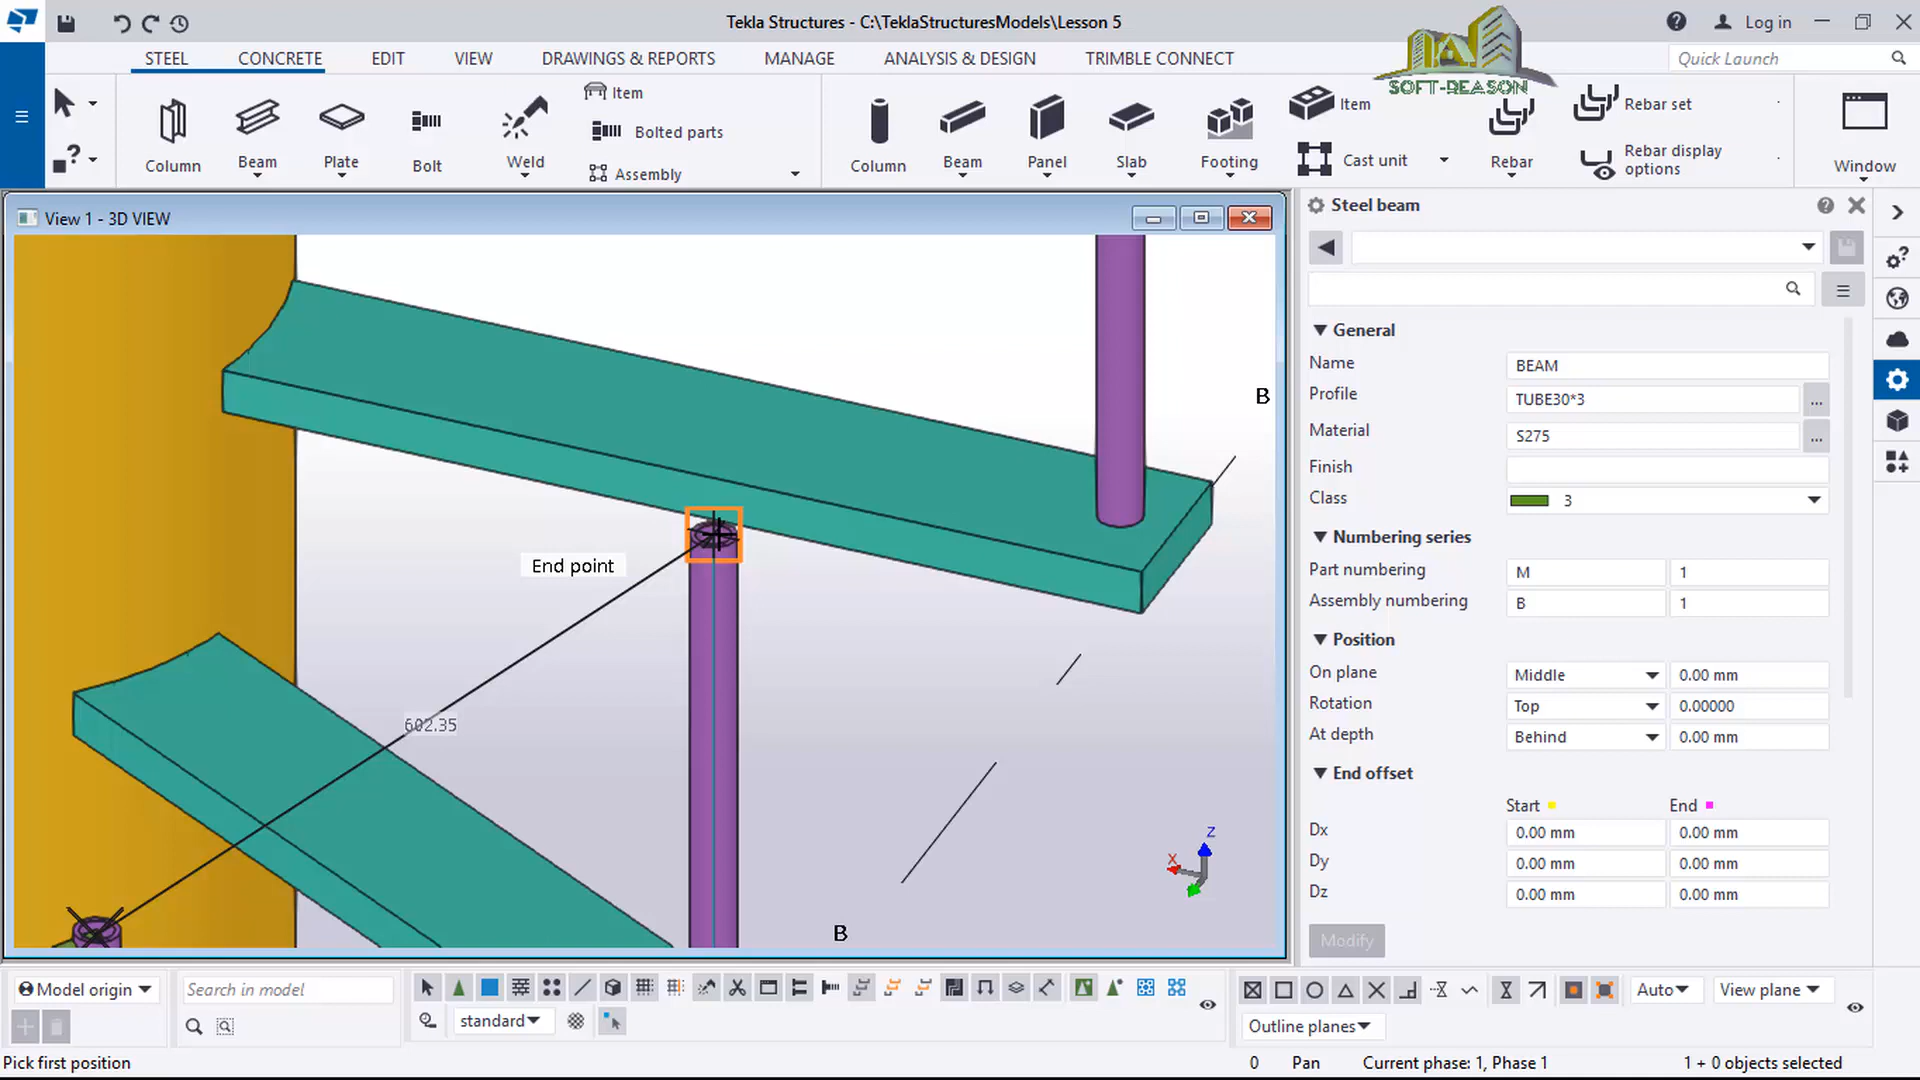 Tekla Structures - C:\TeklaStructuresModels\Lesson 5
Log in
STEEL CONCRETE EDIT VIEW DRAWINGS & REPORTS MANAGE ANALYSIS & DESIGN TRIMBLE CONNECT
Quick Launch
SOFT-REASON
Column Beam Plate Bolt Weld
Item
Bolted parts
Assembly
Column Beam Panel Slab Footing
Item
Cast unit
Rebar
Rebar set
Rebar display options
Window
View 1 - 3D VIEW
B
End point
602.35
Z
X
B
Steel beam
General
Name BEAM
Profile TUBE30*3 ...
Material S275 ...
Finish
Class 3
Numbering series
Part numbering M 1
Assembly numbering B 1
Position
On plane Middle 0.00 mm
Rotation Top 0.00000
At depth Behind 0.00 mm
End offset
Start End
Dx 0.00 mm 0.00 mm
Dy 0.00 mm 0.00 mm
Dz 0.00 mm 0.00 mm
Modify
Model origin
Search in model
standard
Auto View plane
Outline planes
Pick first position
0 Pan Current phase: 1, Phase 1 1 + 0 objects selected